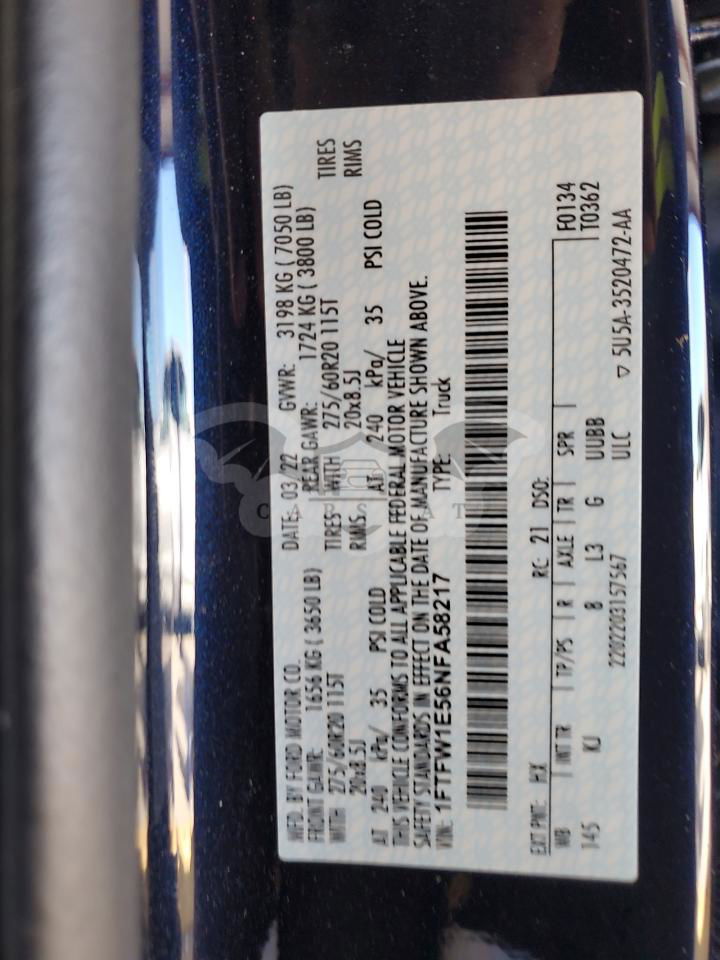 MFD. BY FORD MOTOR CO. DATE: 03/22 GVWR: 3198 KG ( 7050 LB)
FRONT GAWR: 1656 KG ( 3650 LB) REAR GAWR: 1724 KG ( 3800 LB)
WITH 275/60R20 115T TIRES WITH 275/60R20 115T TIRES
20x8.5J RIMS 20x8.5J RIMS
AT 240 kPa/ 35 PSI COLD AT 240 kPa/ 35 PSI COLD
THIS VEHICLE CONFORMS TO ALL APPLICABLE FEDERAL MOTOR VEHICLE
SAFETY STANDARDS IN EFFECT ON THE DATE OF MANUFACTURE SHOWN ABOVE.
VIN: 1FTFW1E56NFA58217 TYPE: Truck
EXT PNT: HX RC: 21 DSO: F0134
WB INT TR TP/PS R AXLE TR SPR T0362
145 KJ 8 L3 G UUBB
2202203157567 ULC ▽ 5U5A-3520472-AA